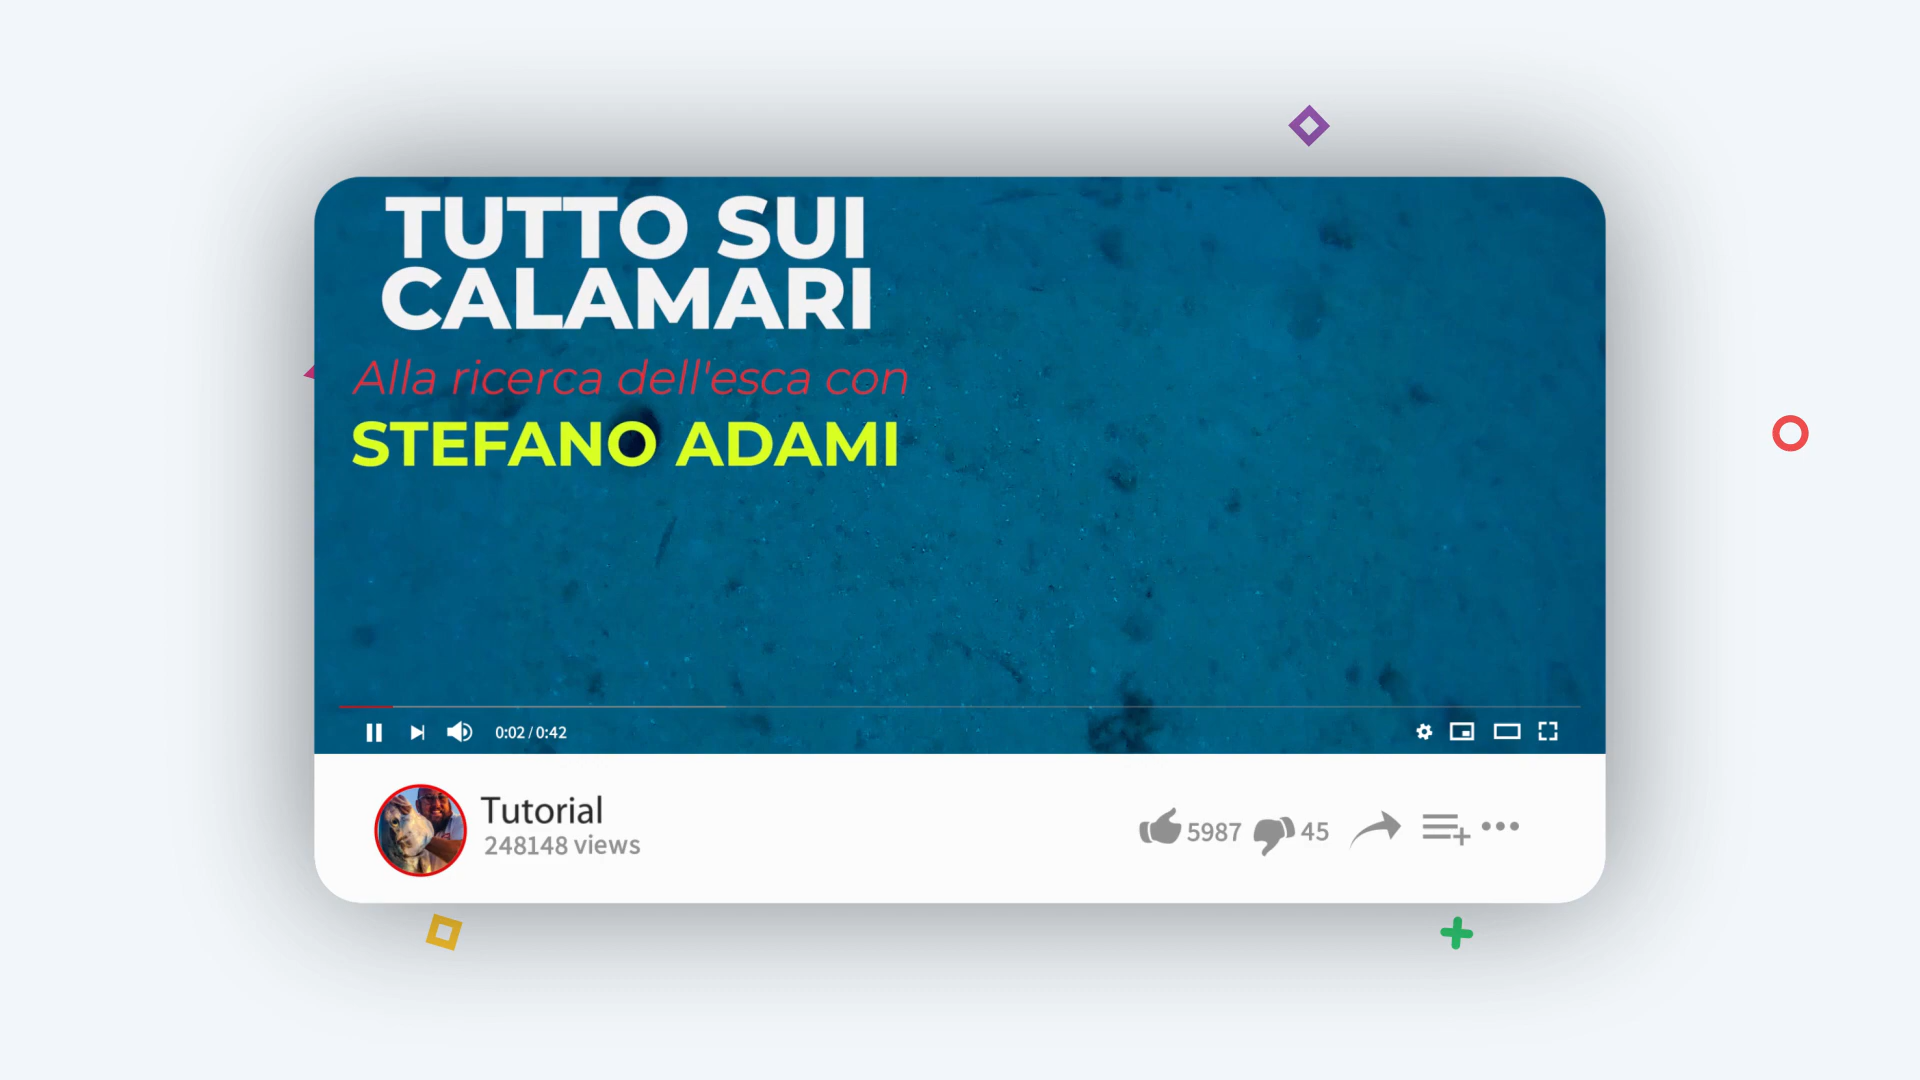 TUTTO SUI
CALAMARI
Alla ricerca dell'esca con
STEFANO ADAMI
0:02 / 0:42
Tutorial
248148 views
5987
45